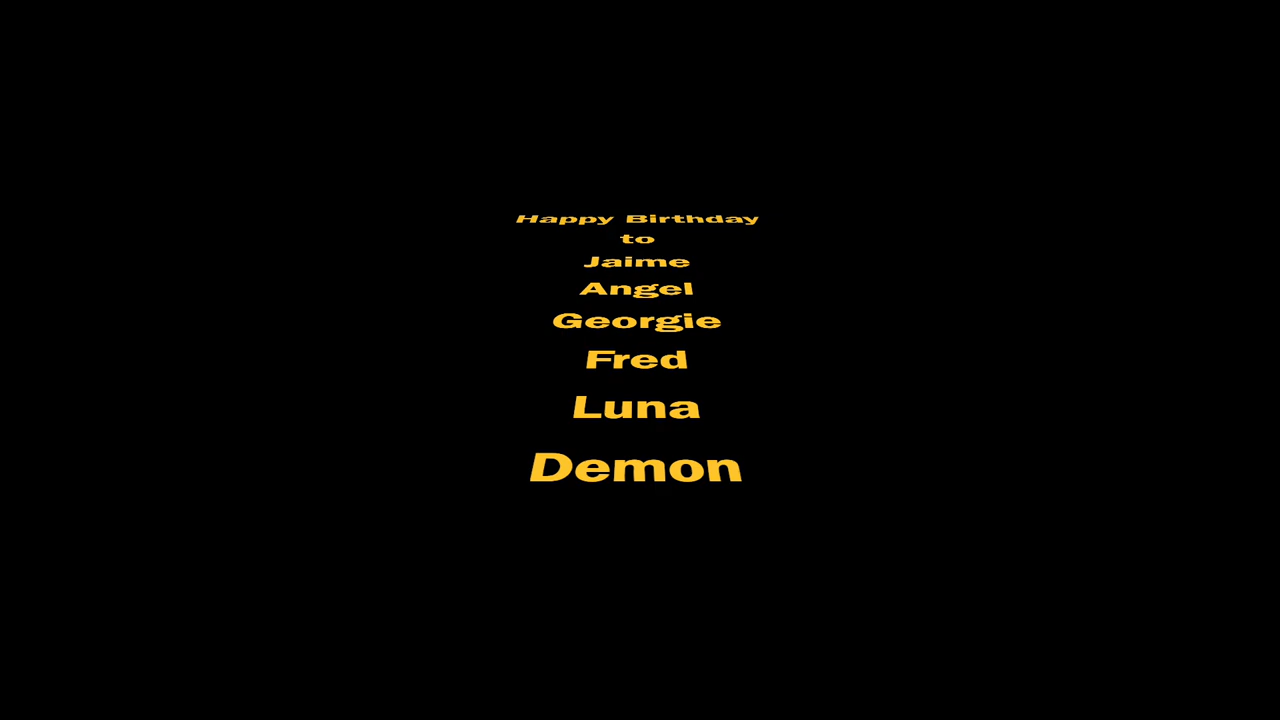 Happy Birthday
to
Jaime
Angel
Georgie
Fred
Luna
Demon